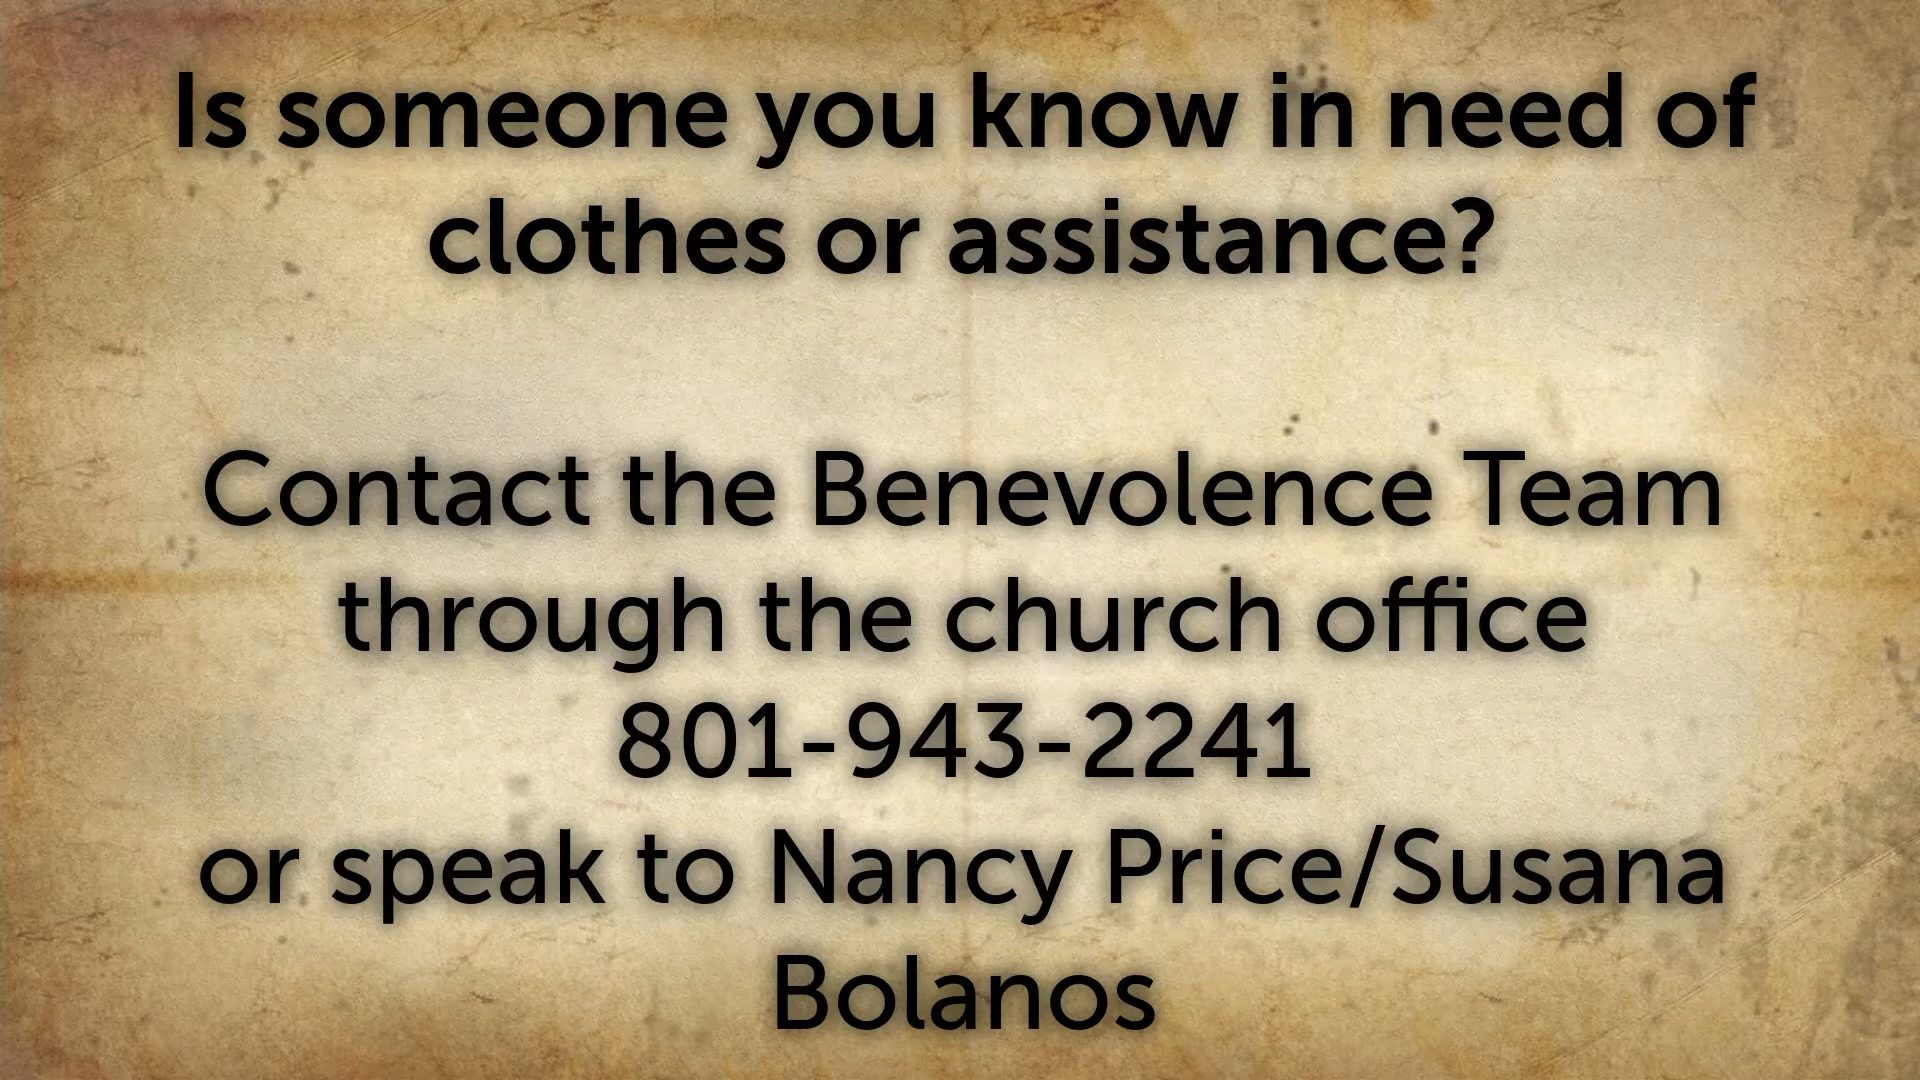 Is someone you know in need of
clothes or assistance?
Contact the Benevolence Team
through the church office
801-943-2241
or speak to Nancy Price/Susana
Bolanos